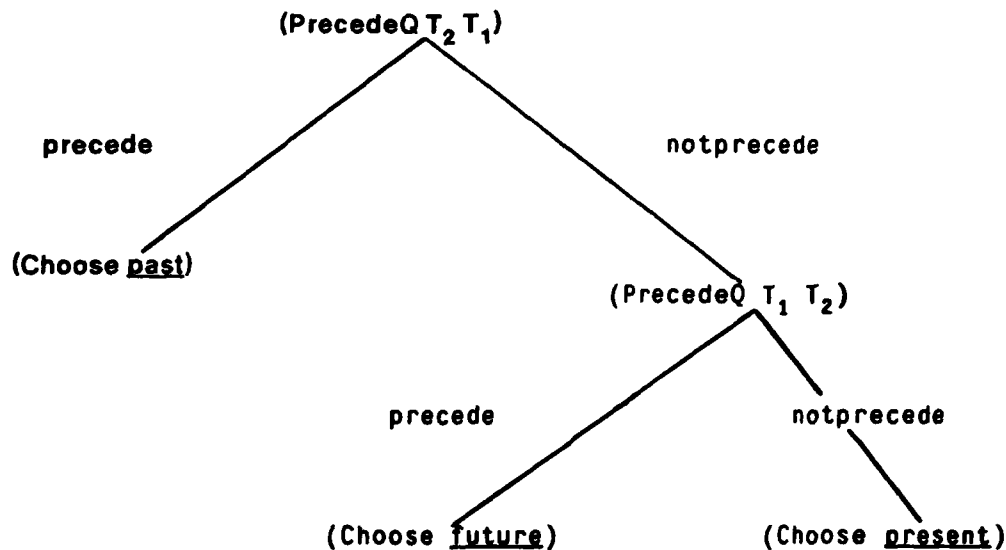 (PrecedeQ T₂ T₁)
precede notprecede
(Choose past)
(PrecedeQ T₁ T₂)
precede notprecede
(Choose future) (Choose present)